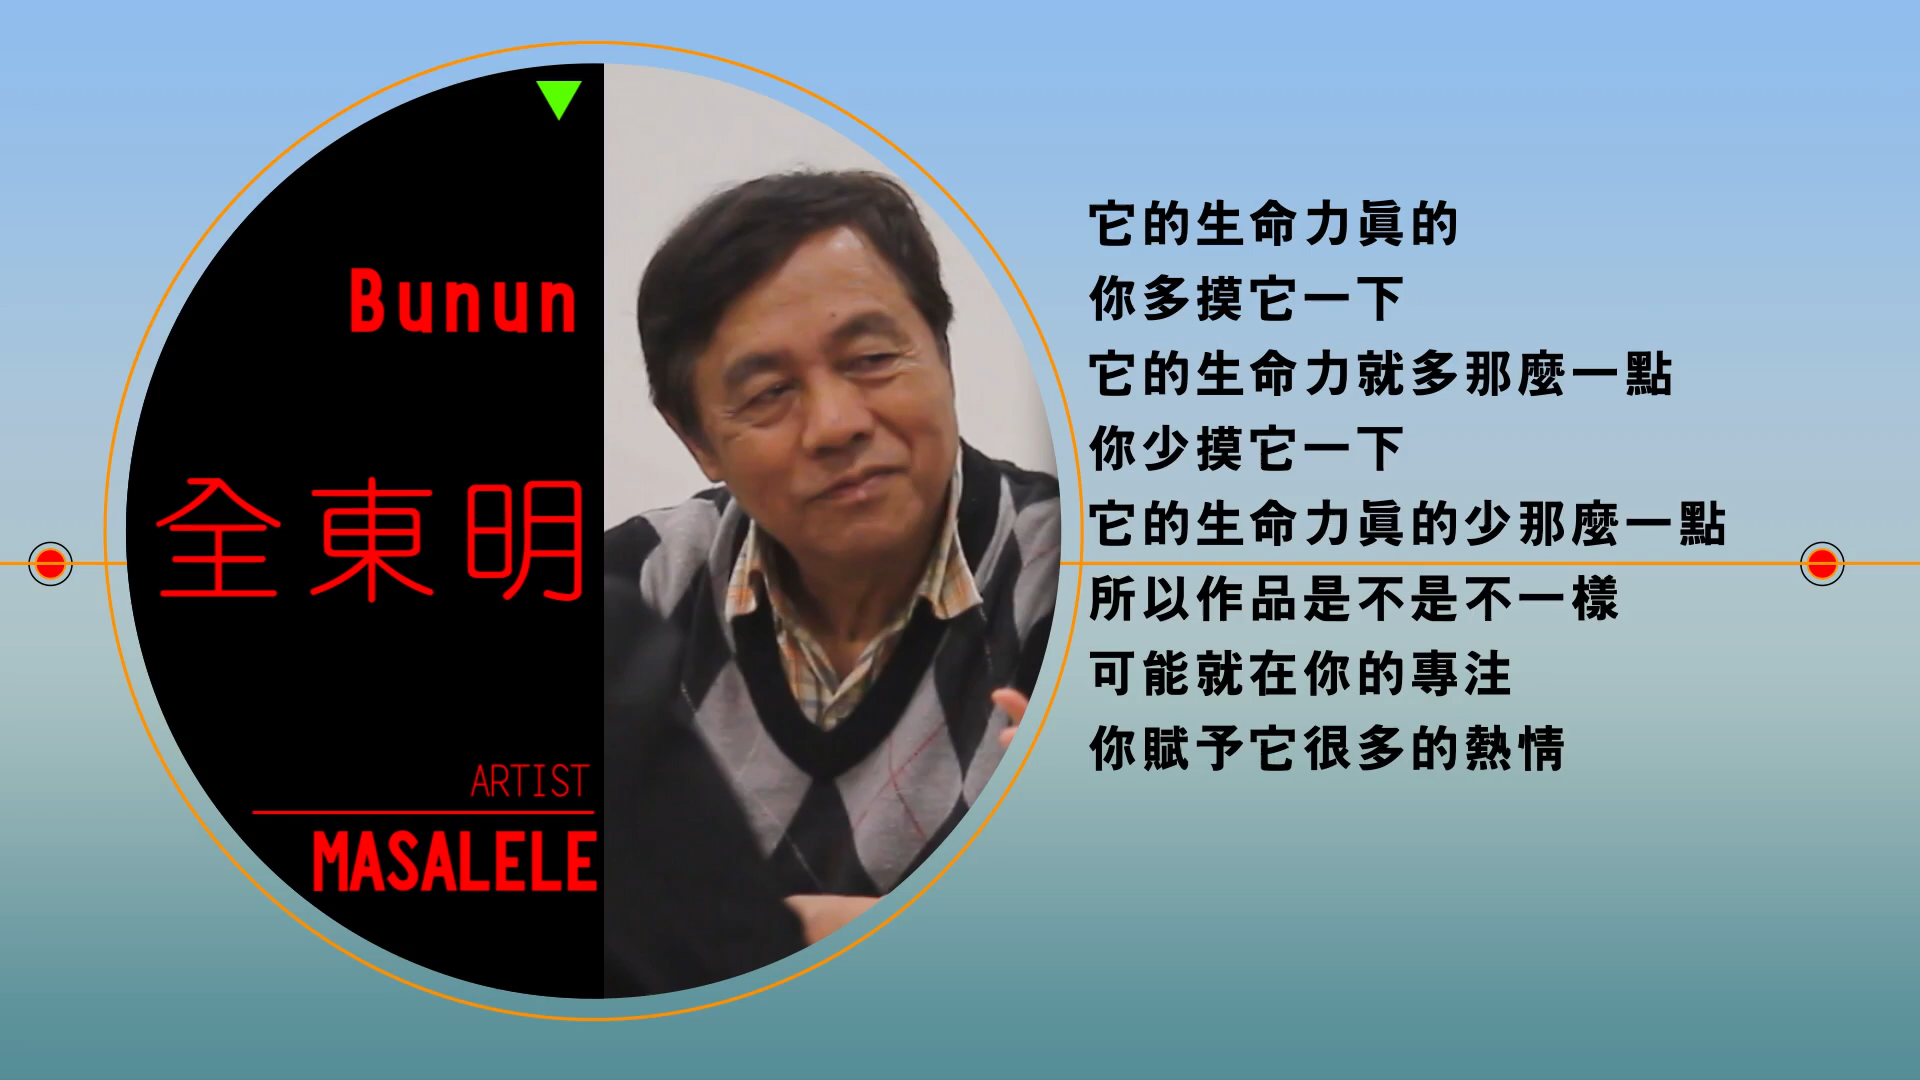 Bunun
全東明
ARTIST
MASALELE
它的生命力眞的
你多摸它一下
它的生命力就多那麼一點
你少摸它一下
它的生命力眞的少那麼一點
所以作品是不是不一樣
可能就在你的專注
你賦予它很多的熱情